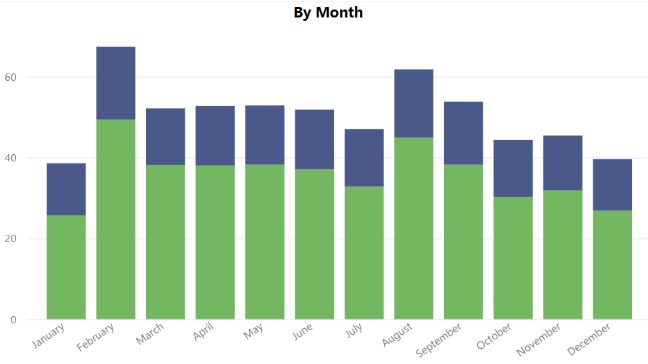 By Month
60
40
20
0
January
February
March
April
May
June
July
August
September
October
November
December